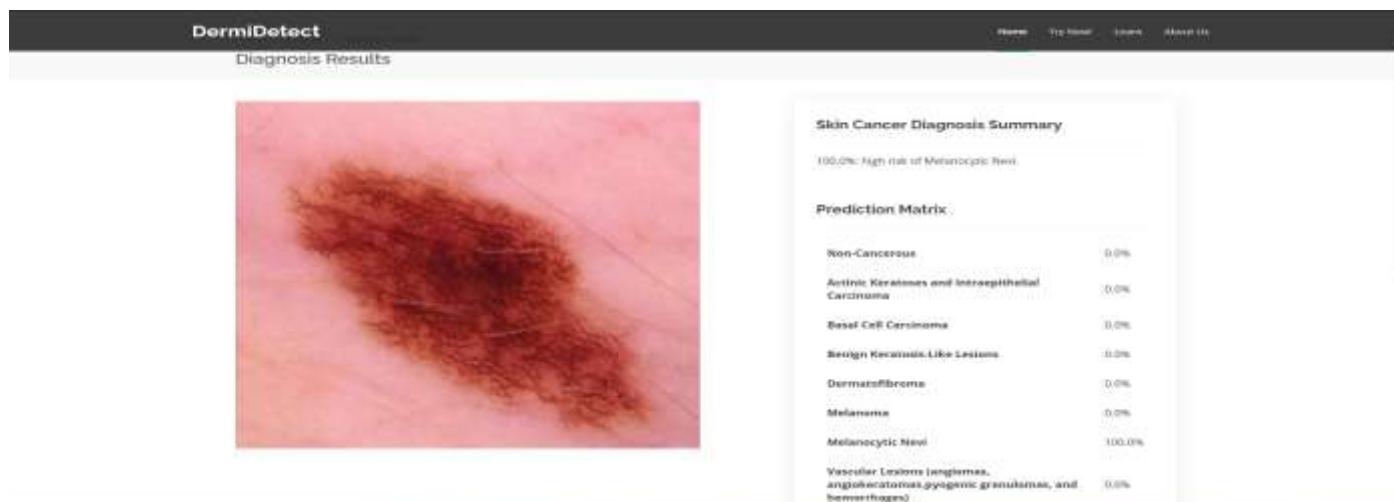 DermiDetect
Home Try Now! Learn About Us
Diagnosis Results
Skin Cancer Diagnosis Summary
100.0%: high risk of Melanocytic Nevi.
Prediction Matrix
Non-Cancerous 0.0%
Actinic Keratoses and Intraepithelial
Carcinoma 0.0%
Basal Cell Carcinoma 0.0%
Benign Keratosis-Like Lesions 0.0%
Dermatofibroma 0.0%
Melanoma 0.0%
Melanocytic Nevi 100.0%
Vascular Lesions (angiomas,
angiokeratomas,pyogenic granulomas, and 0.0%
hemorrhages)